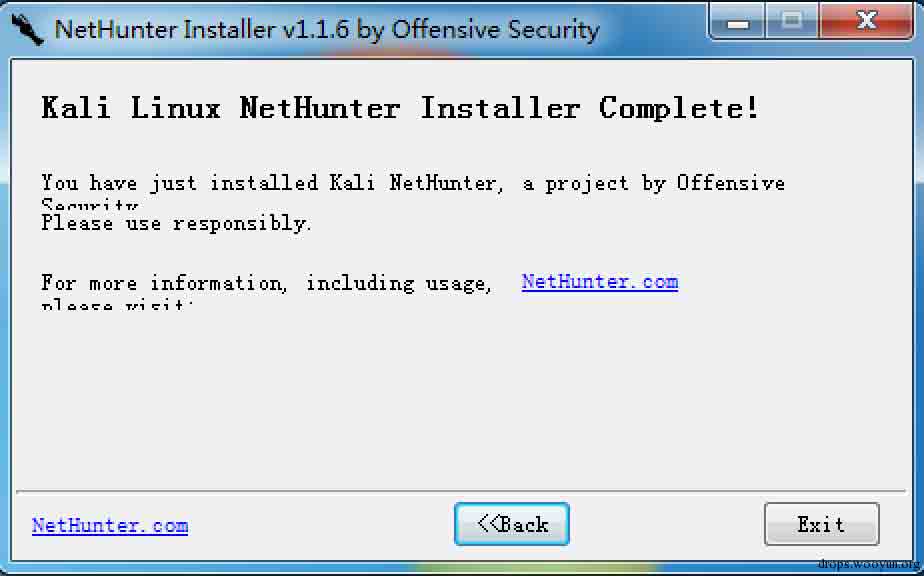 NetHunter Installer v1.1.6 by Offensive Security
Kali Linux NetHunter Installer Complete!
You have just installed Kali NetHunter, a project by Offensive
Security
Please use responsibly.
For more information, including usage, NetHunter.com
please visit:
NetHunter.com <<Back Exit
drops.wooyun.org